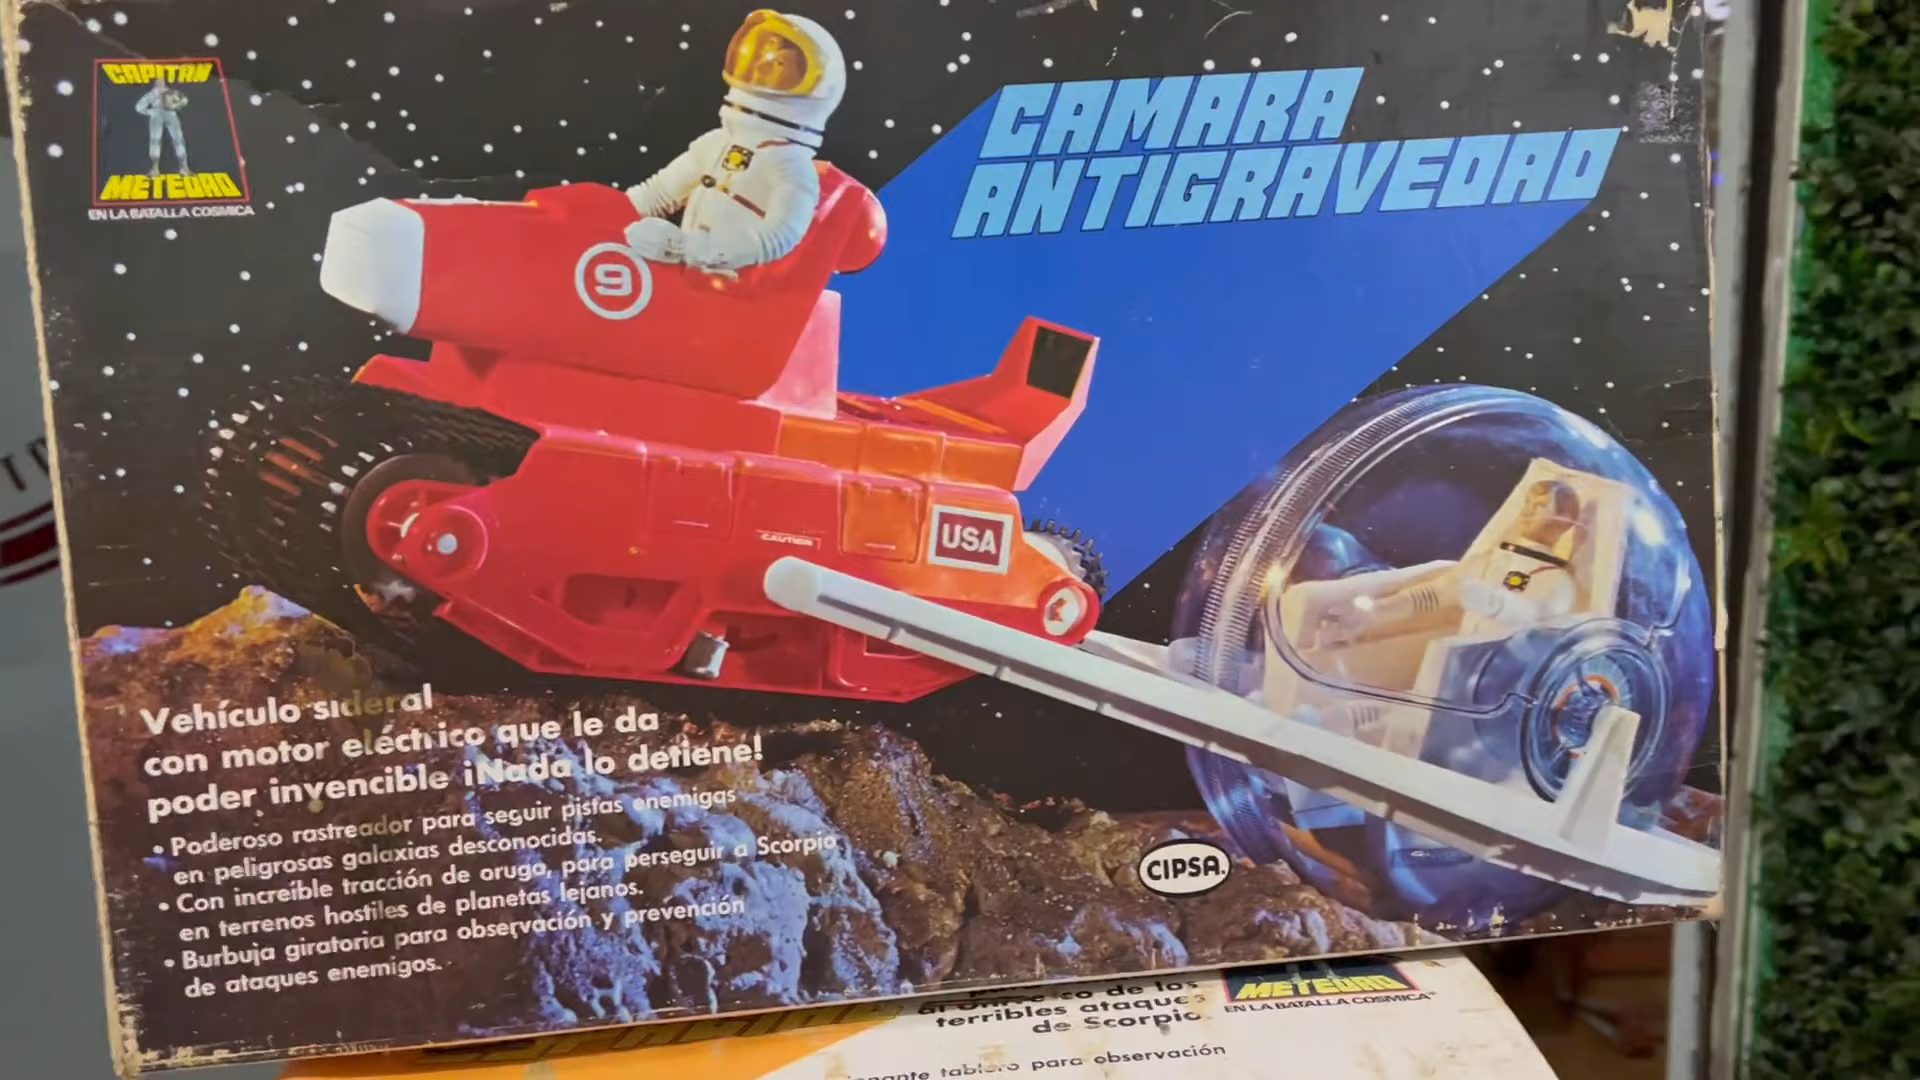 CAPITAN
METEORO
EN LA BATALLA COSMICA
CAMARA
ANTIGRAVEDAD
9
USA
CAUTION
Vehículo sideral
con motor eléctrico que le da
poder invencible ¡Nada lo detiene!
• Poderoso rastreador para seguir pistas enemigas
en peligrosas galaxias desconocidas.
• Con increíble tracción de oruga, para perseguir a Scorpio
en terrenos hostiles de planetas lejanos.
• Burbuja giratoria para observación y prevención
de ataques enemigos.
CIPSA.
METEORO
EN LA BATALLA COSMICA
de los
terribles ataques
de Scorpio.
tablero para observación